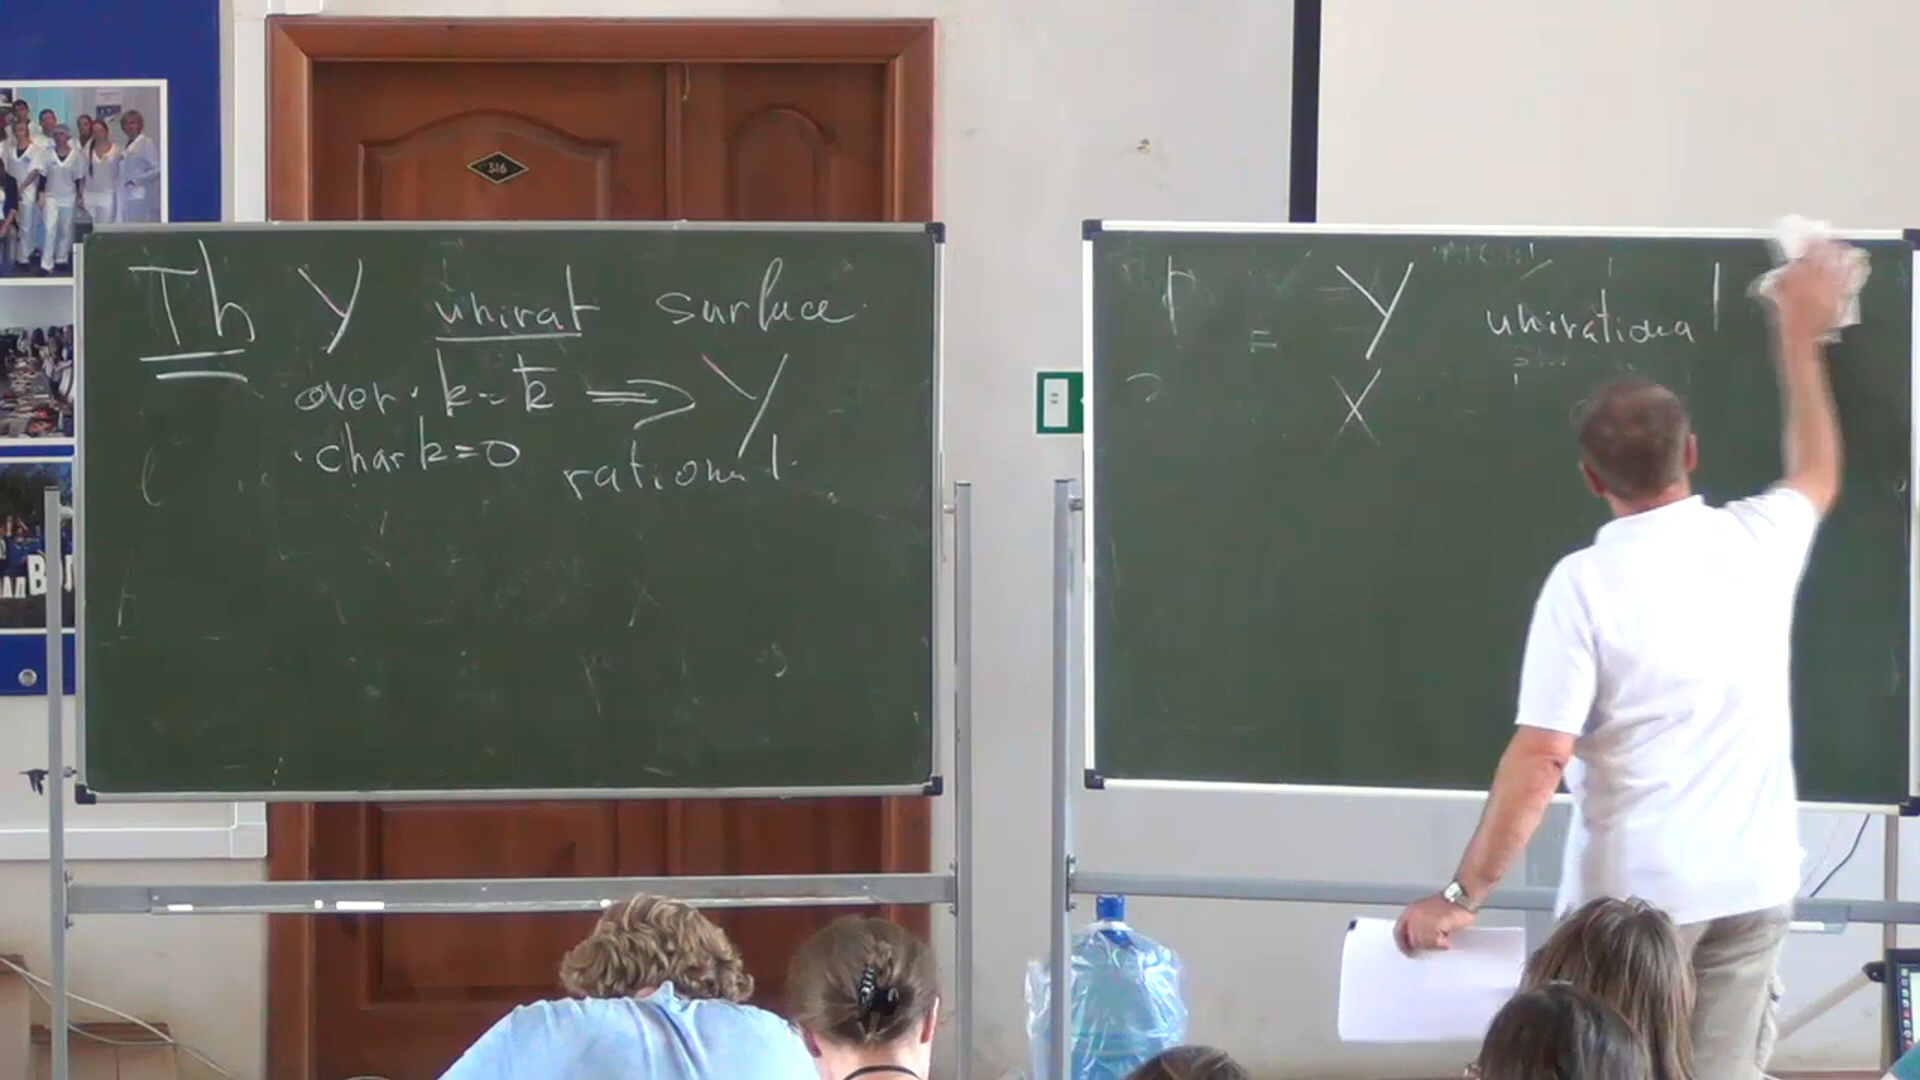 316
Th Y unirat surface
over k = k̅ ⟹ Y
char k = 0 rational.
Y unirational
X